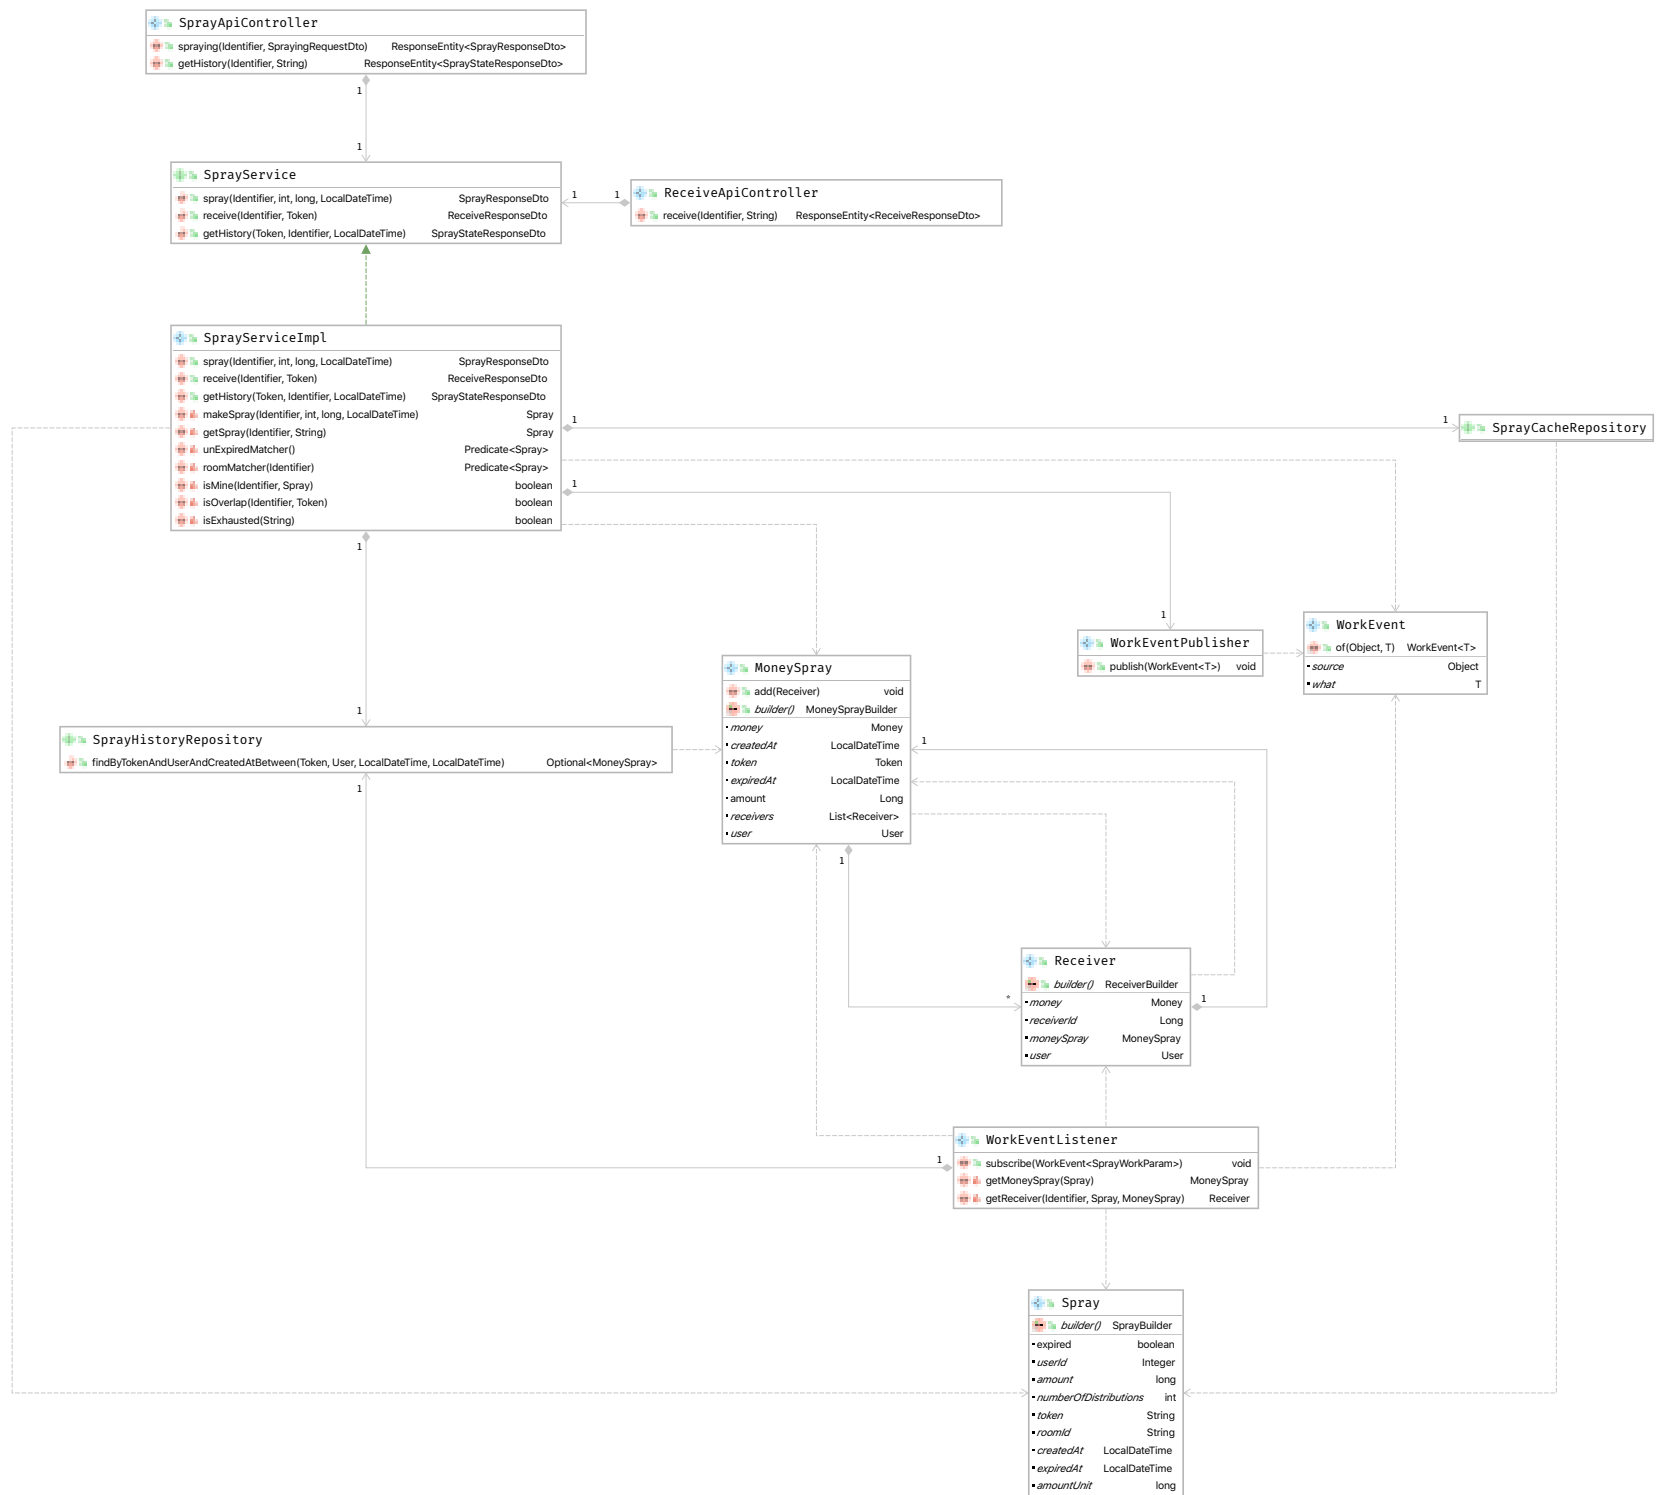 SprayApiController
spraying(Identifier, SprayingRequestDto) ResponseEntity<SprayResponseDto>
getHistory(Identifier, String) ResponseEntity<SprayStateResponseDto>
1
1
SprayService
spray(Identifier, int, long, LocalDateTime) SprayResponseDto
receive(Identifier, Token) ReceiveResponseDto
getHistory(Token, Identifier, LocalDateTime) SprayStateResponseDto
1 1
ReceiveApiController
receive(Identifier, String) ResponseEntity<ReceiveResponseDto>
SprayServiceImpl
spray(Identifier, int, long, LocalDateTime) SprayResponseDto
receive(Identifier, Token) ReceiveResponseDto
getHistory(Token, Identifier, LocalDateTime) SprayStateResponseDto
makeSpray(Identifier, int, long, LocalDateTime) Spray
getSpray(Identifier, String) Spray
unExpiredMatcher() Predicate<Spray>
roomMatcher(Identifier) Predicate<Spray>
isMine(Identifier, Spray) boolean
isOverlap(Identifier, Token) boolean
isExhausted(String) boolean
1 1
SprayCacheRepository
1
1
1
WorkEventPublisher
publish(WorkEvent<T>) void
WorkEvent
of(Object, T) WorkEvent<T>
source Object
what T
1
SprayHistoryRepository
findByTokenAndUserAndCreatedAtBetween(Token, User, LocalDateTime, LocalDateTime) Optional<MoneySpray>
1
MoneySpray
add(Receiver) void
builder() MoneySprayBuilder
money Money
createdAt LocalDateTime
token Token
expiredAt LocalDateTime
amount Long
receivers List<Receiver>
user User
1
1
*
Receiver
builder() ReceiverBuilder
money Money
receiverId Long
moneySpray MoneySpray
user User
1
WorkEventListener
subscribe(WorkEvent<SprayWorkParam>) void
getMoneySpray(Spray) MoneySpray
getReceiver(Identifier, Spray, MoneySpray) Receiver
1
Spray
builder() SprayBuilder
expired boolean
userId Integer
amount long
numberOfDistributions int
token String
roomId String
createdAt LocalDateTime
expiredAt LocalDateTime
amountUnit long